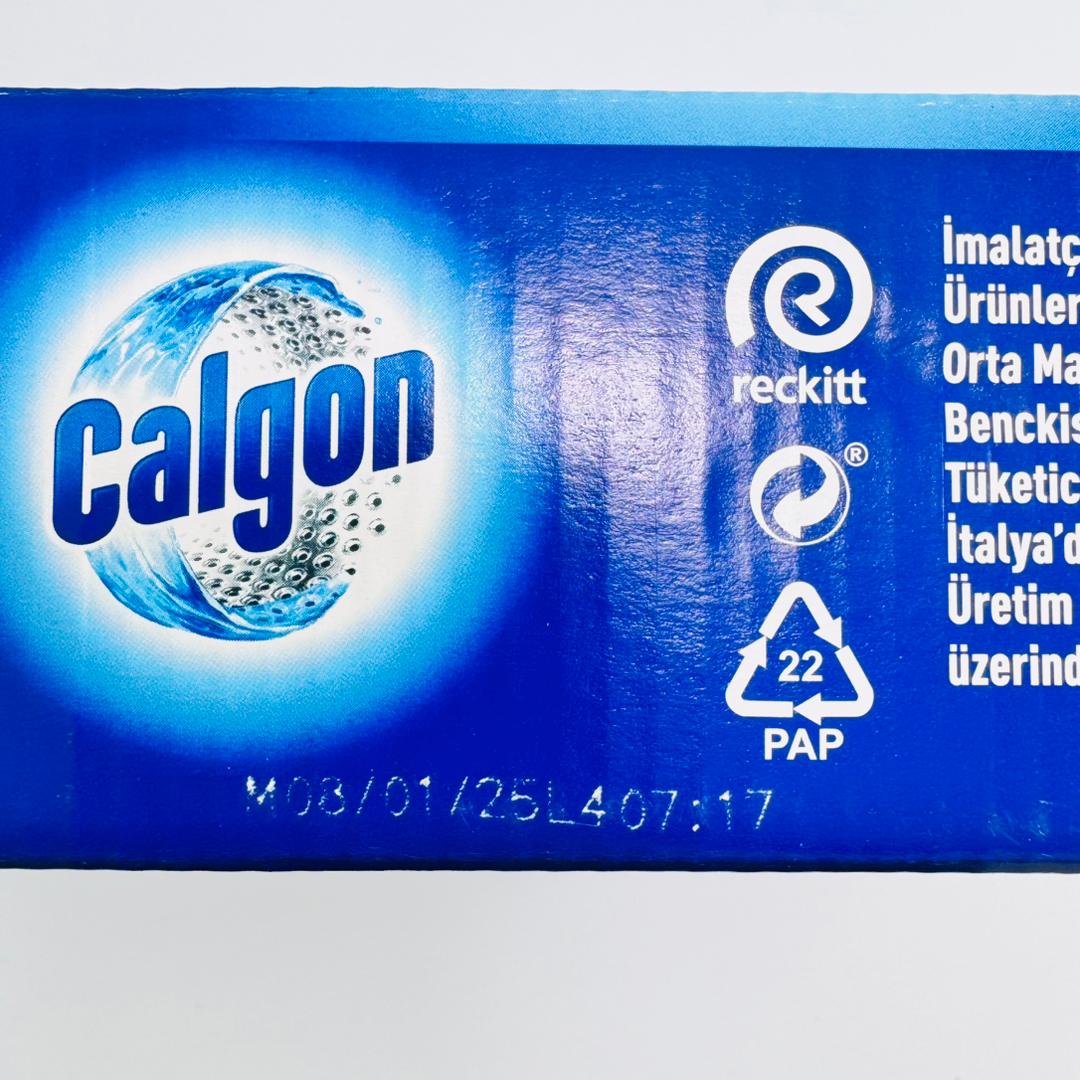 Calgon
reckitt
®
22
PAP
İmalatç
Ürünler
Orta Ma
Benckis
Tüketic
İtalya’d
Üretim
üzerind
M08/01/25L407:17